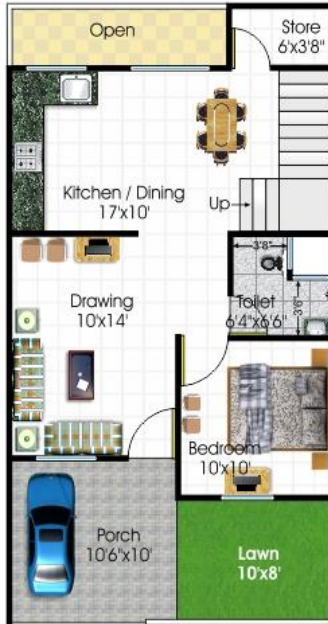 Open
Store
6'x3'8"
Kitchen / Dining
17'x10'
Up
3'8"
Drawing
10'x14'
Toilet
6'4"x6'6"
3'6"
Bedroom
10'x10'
Porch
10'6"x10'
Lawn
10'x8'